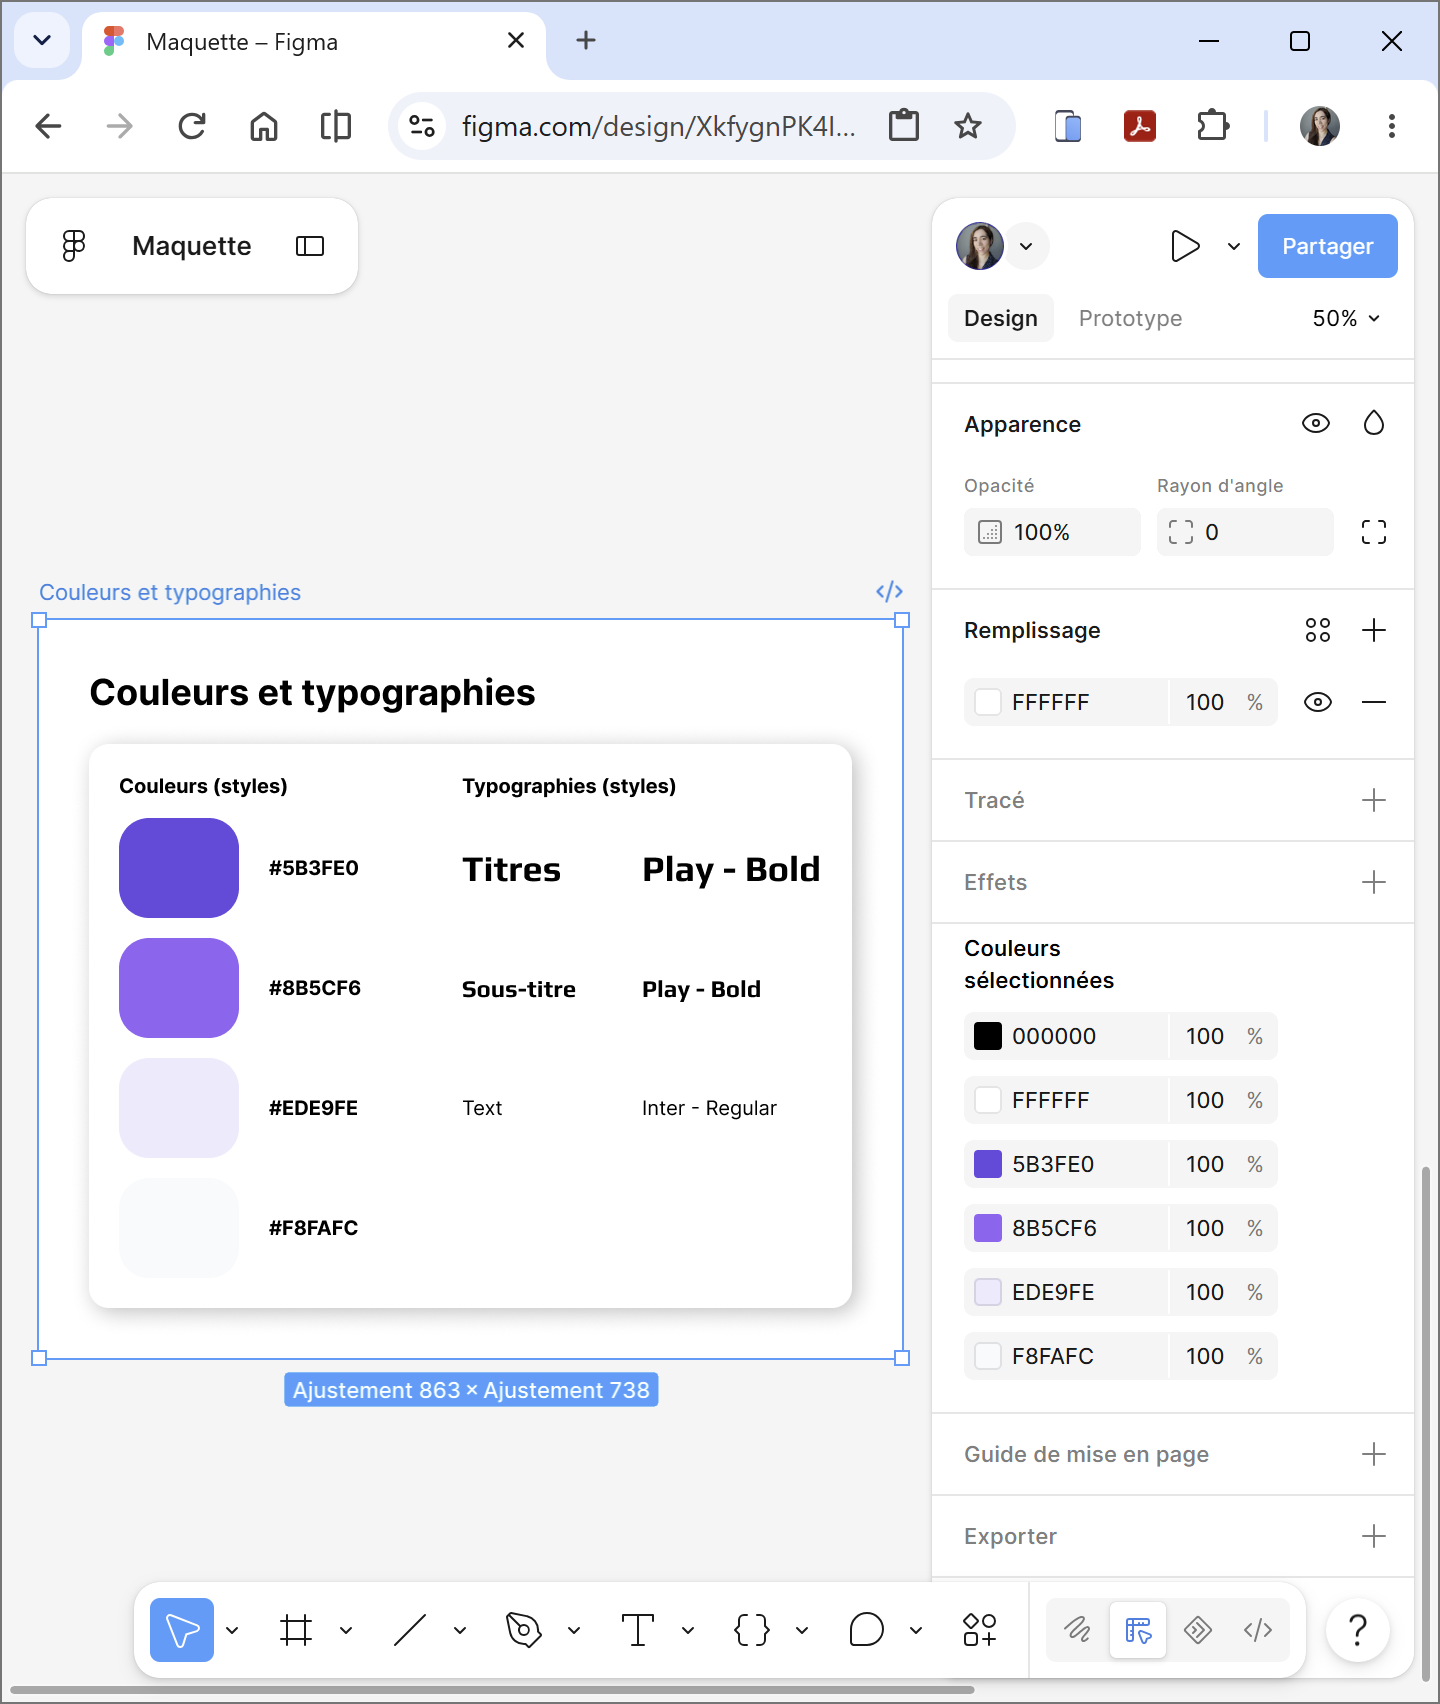 Maquette – Figma
figma.com/design/XkfygnPK4I...
Maquette
Partager
Design
Prototype
50%
Apparence
Opacité
Rayon d'angle
100%
0
Remplissage
FFFFFF
100
%
Tracé
Effets
Couleurs
sélectionnées
000000
100
%
FFFFFF
100
%
5B3FE0
100
%
8B5CF6
100
%
EDE9FE
100
%
F8FAFC
100
%
Guide de mise en page
Exporter
Couleurs et typographies
Couleurs et typographies
Couleurs (styles)
Typographies (styles)
#5B3FE0
Titres
Play - Bold
#8B5CF6
Sous-titre
Play - Bold
#EDE9FE
Text
Inter - Regular
#F8FAFC
Ajustement 863 × Ajustement 738
?